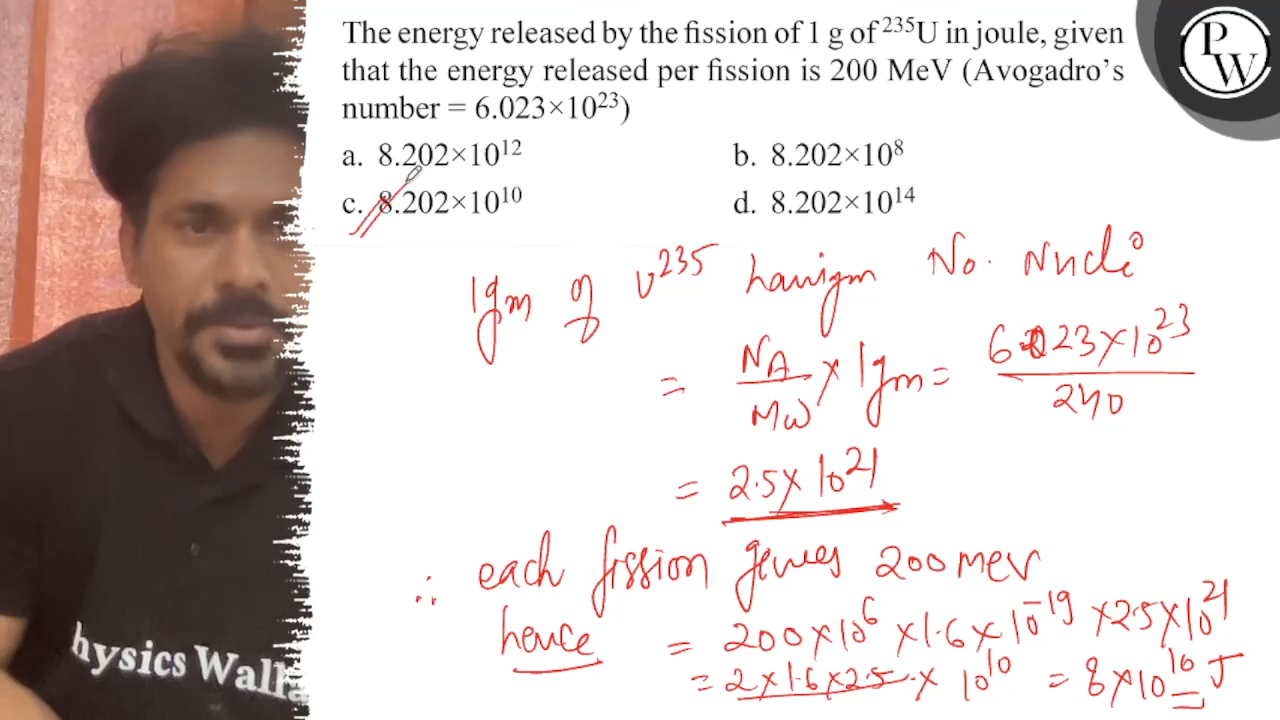 The energy released by the fission of 1 g of ²³⁵U in joule, given
that the energy released per fission is 200 MeV (Avogadro's
number = 6.023×10²³)
a. 8.202×10¹² b. 8.202×10⁸
c. 8.202×10¹⁰ d. 8.202×10¹⁴
PW
1gm of U²³⁵ No. Nuclei
= NA/MW × 1gm = 6.023×10²³/240
= 2.5×10²¹
∴ each fission gives 200 mev
hence = 200×10⁶ ×1.6×10⁻¹⁹ ×2.5×10²¹
= 2×1.6×2.5 × 10¹⁰ = 8×10¹⁰ J
hysics Walla